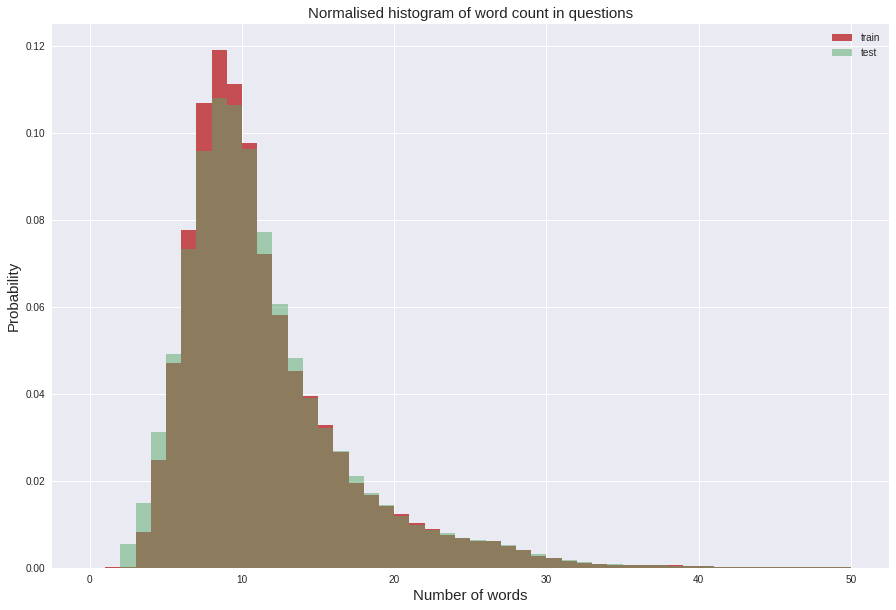 Normalised histogram of word count in questions
train
test
0.12
0.10
0.08
0.06
0.04
0.02
0.00
Probability
0 10 20 30 40 50
Number of words